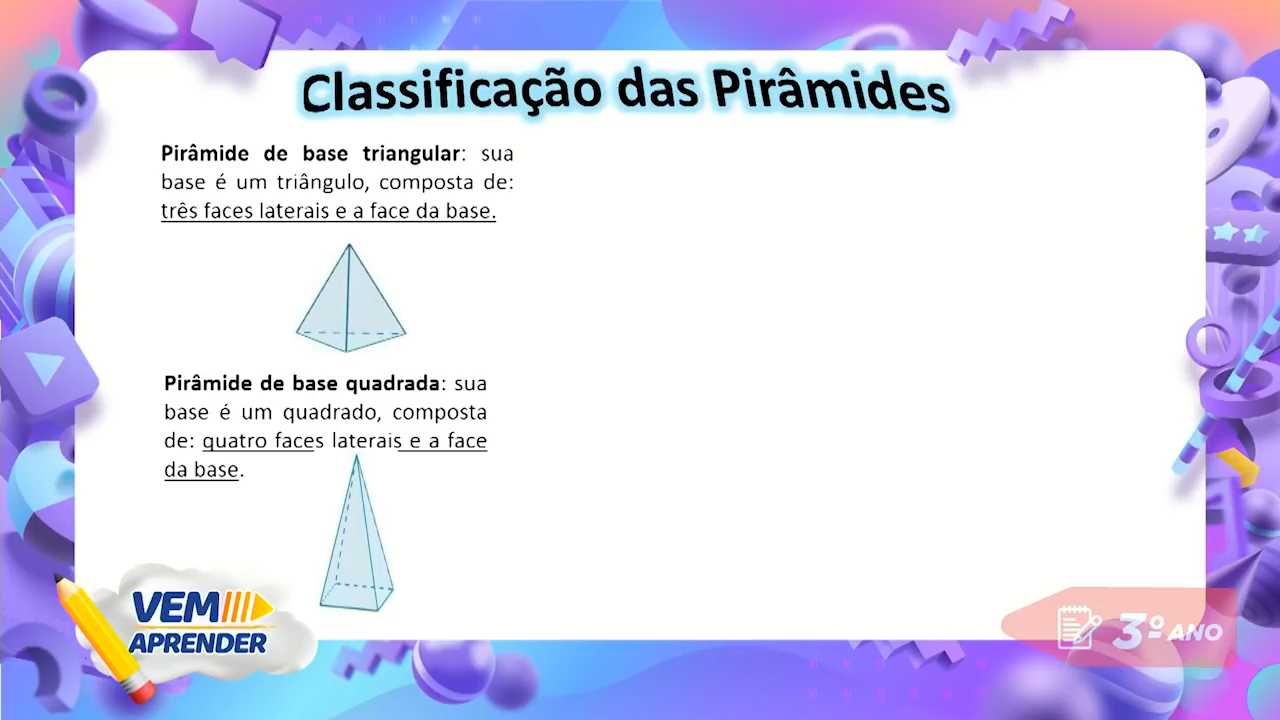 Classificação das Pirâmides
Pirâmide de base triangular: sua
base é um triângulo, composta de:
três faces laterais e a face da base.
Pirâmide de base quadrada: sua
base é um quadrado, composta
de: quatro faces laterais e a face
da base.
VEM
APRENDER
3º ANO